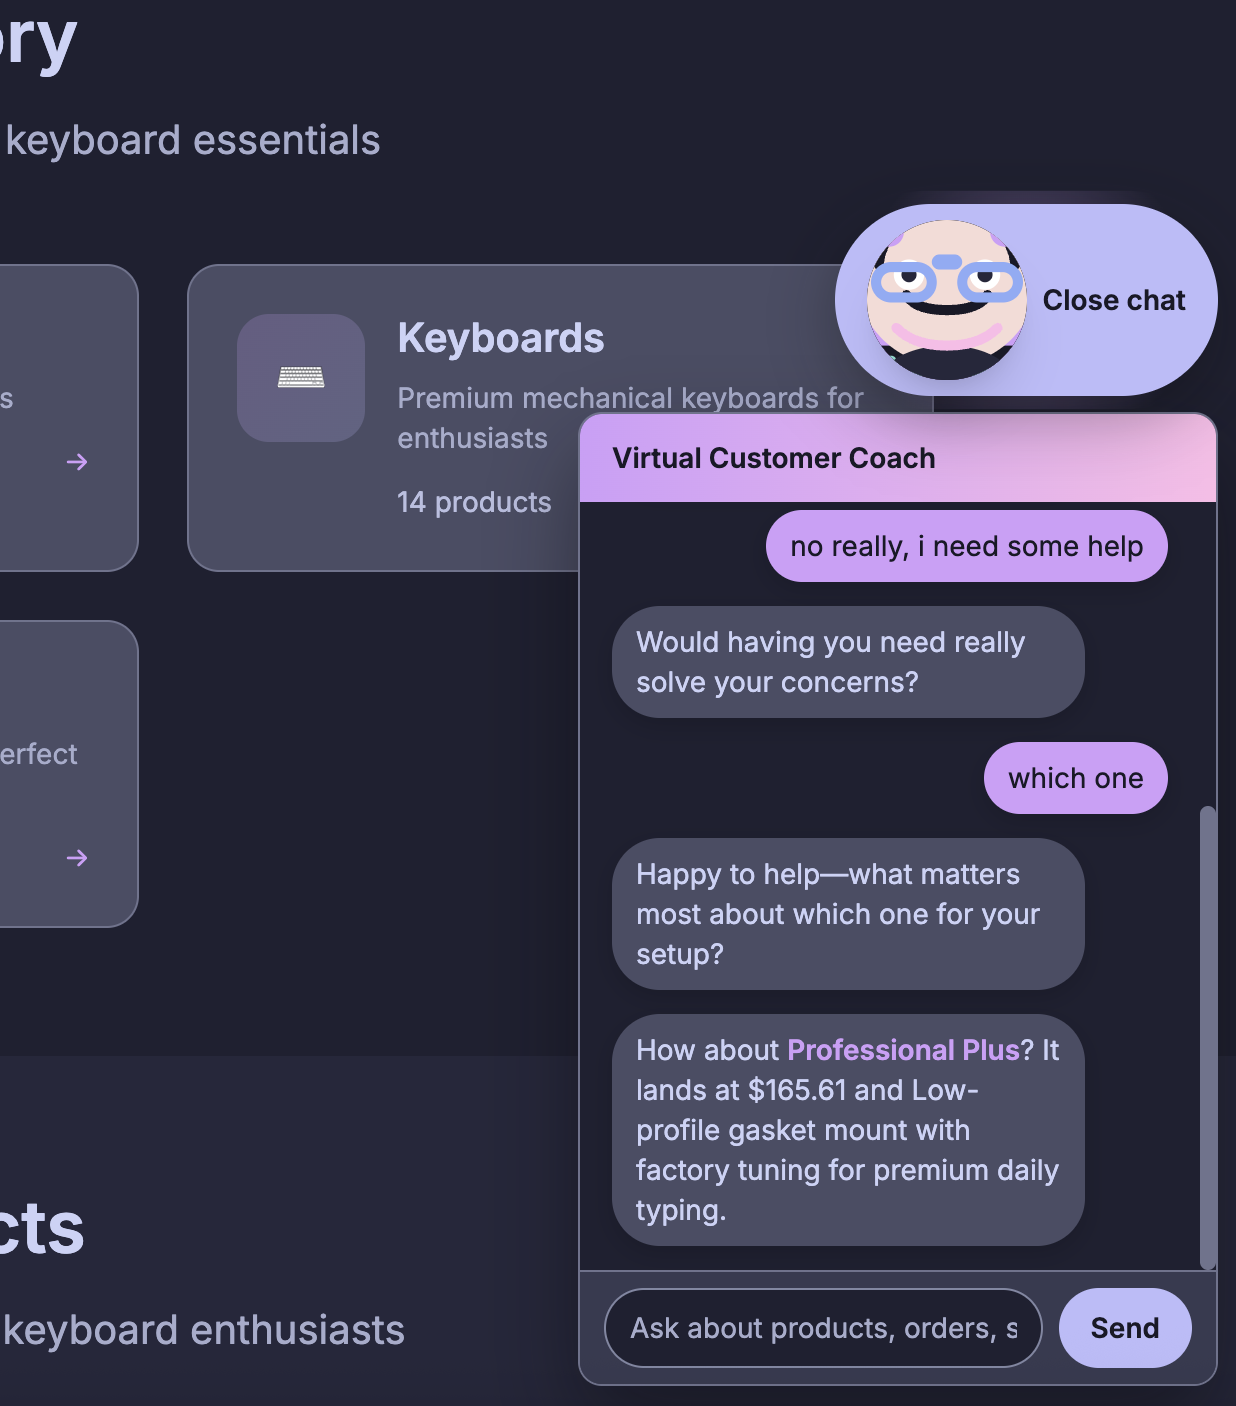 ory
keyboard essentials
Close chat
Keyboards
Premium mechanical keyboards for
enthusiasts
14 products
s
Virtual Customer Coach
no really, i need some help
Would having you need really
solve your concerns?
which one
erfect
Happy to help—what matters
most about which one for your
setup?
How about Professional Plus? It
lands at $165.61 and Low-
profile gasket mount with
factory tuning for premium daily
typing.
cts
keyboard enthusiasts
Ask about products, orders, s
Send